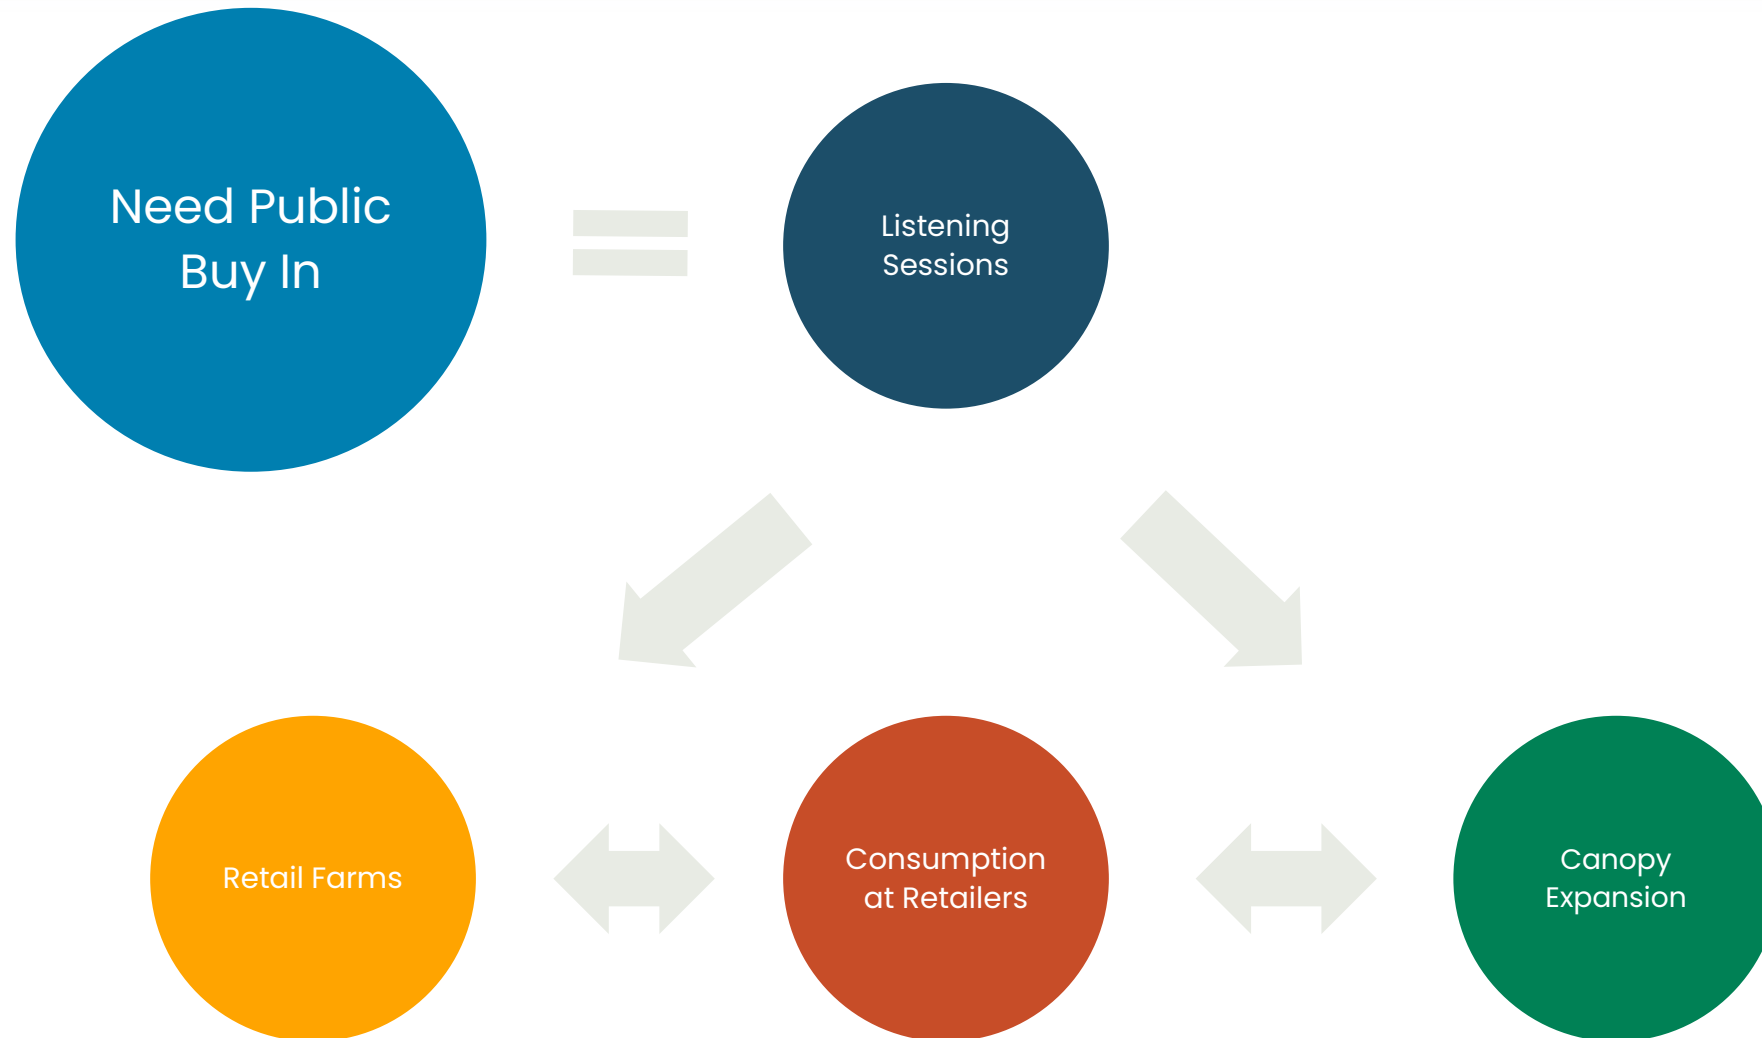 Need Public
Buy In
Listening
Sessions
Retail Farms
Consumption
at Retailers
Canopy
Expansion